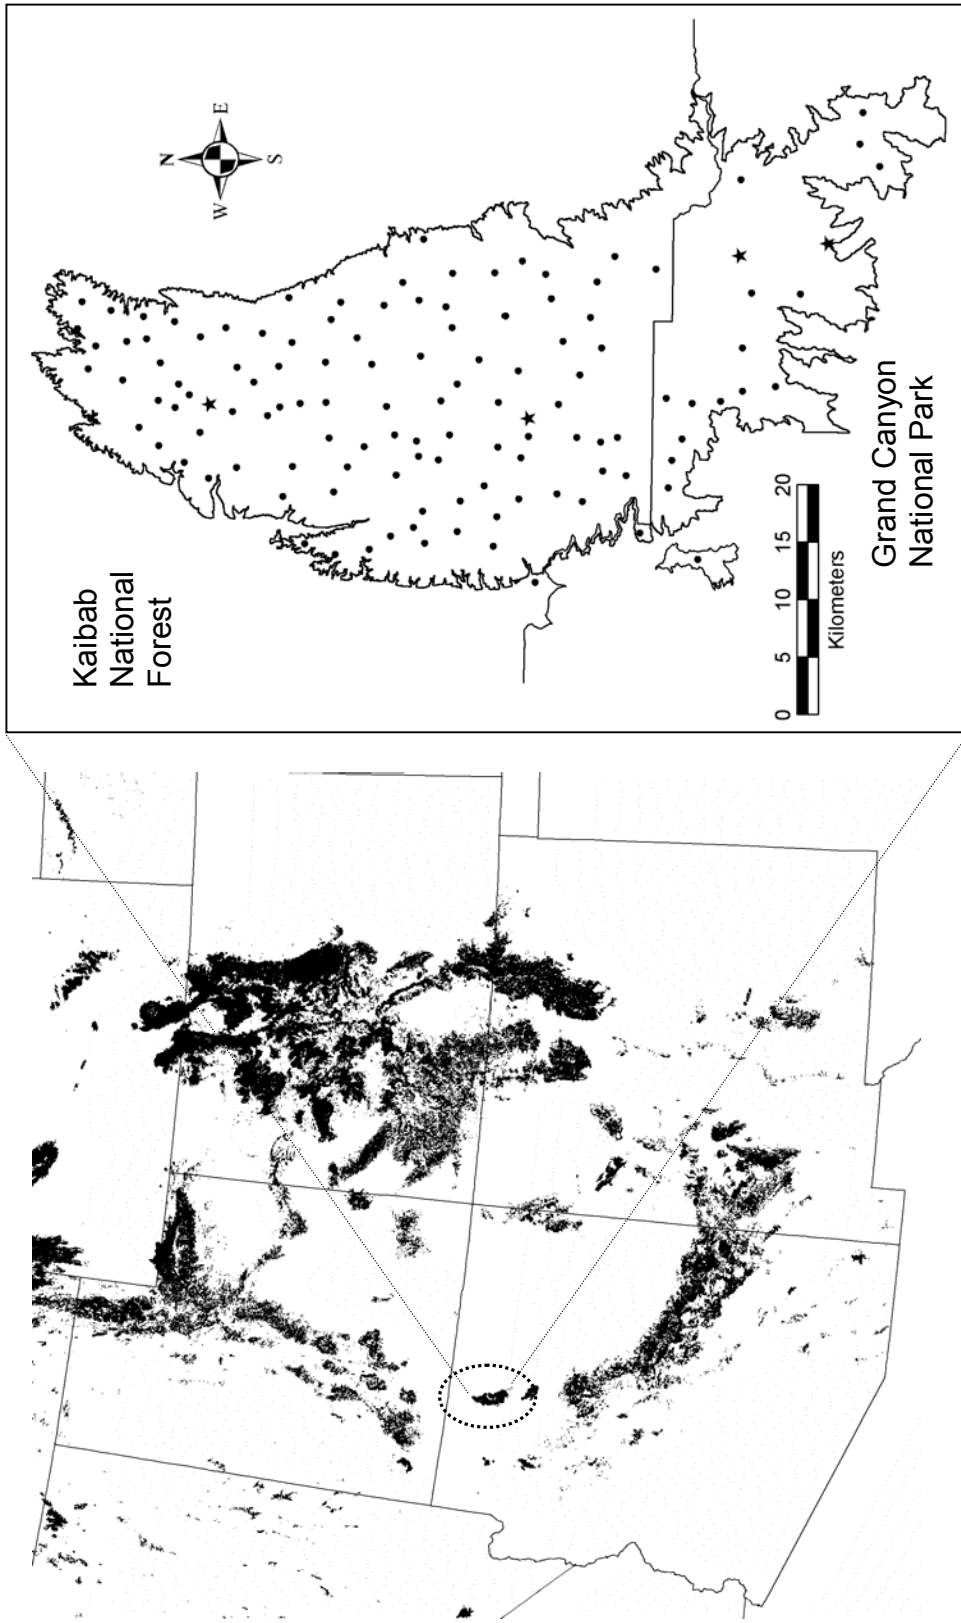 N
W
E
S
Kaibab
National
Forest
0 5 10 15 20
Kilometers
Grand Canyon
National Park